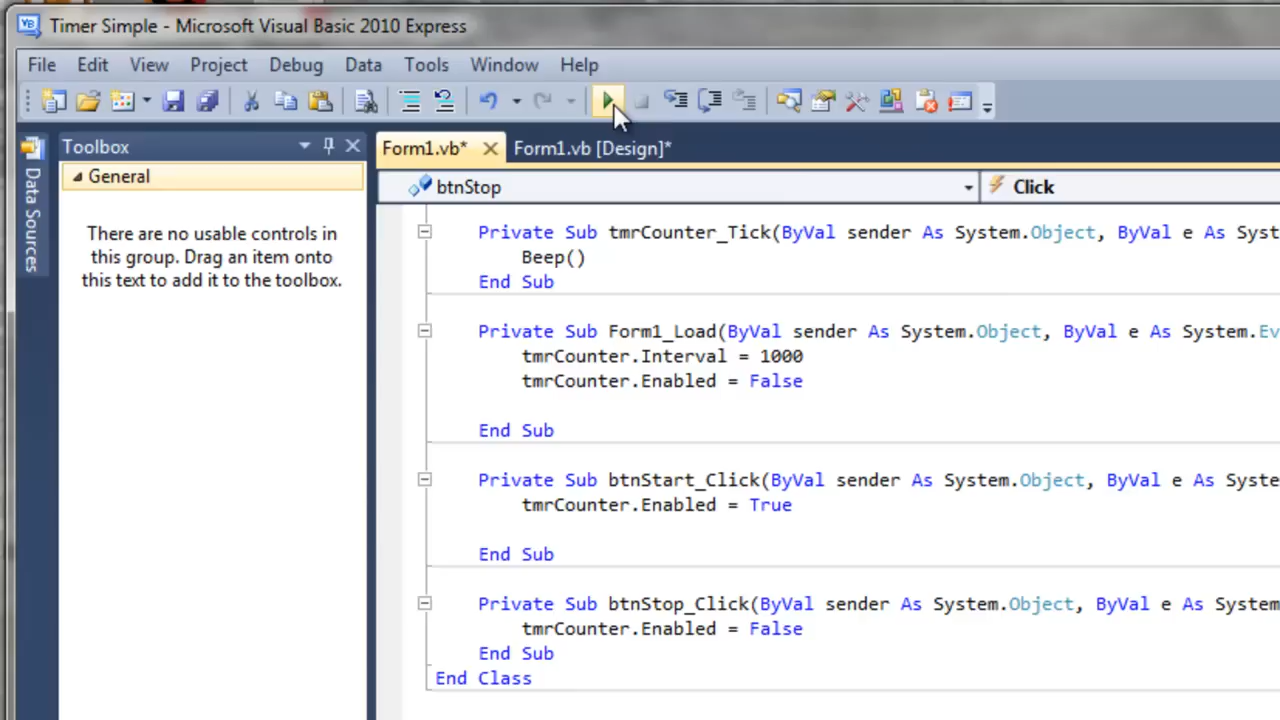 Timer Simple - Microsoft Visual Basic 2010 Express
File Edit View Project Debug Data Tools Window Help
Toolbox
Form1.vb* Form1.vb [Design]*
General
Data Sources
btnStop Click
There are no usable controls in
this group. Drag an item onto
this text to add it to the toolbox.
Private Sub tmrCounter_Tick(ByVal sender As System.Object, ByVal e As Syst
Beep()
End Sub
Private Sub Form1_Load(ByVal sender As System.Object, ByVal e As System.Ev
tmrCounter.Interval = 1000
tmrCounter.Enabled = False
End Sub
Private Sub btnStart_Click(ByVal sender As System.Object, ByVal e As Syste
tmrCounter.Enabled = True
End Sub
Private Sub btnStop_Click(ByVal sender As System.Object, ByVal e As System
tmrCounter.Enabled = False
End Sub
End Class